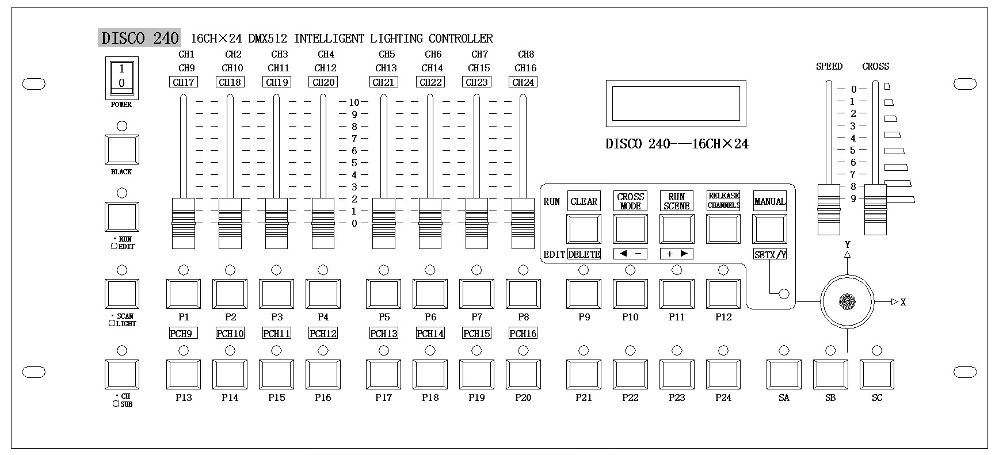 DISCO 240 16CH×24 DMX512 INTELLIGENT LIGHTING CONTROLLER
CH1 CH2 CH3 CH4 CH5 CH6 CH7 CH8
CH9 CH10 CH11 CH12 CH13 CH14 CH15 CH16
CH17 CH18 CH19 CH20 CH21 CH22 CH23 CH24
1
0
POWER
BLACK
RUN
EDIT
SCAN
LIGHT
CH
SUB
10
9
8
7
6
5
4
3
2
1
0
DISCO 240——16CH×24
SPEED CROSS
0
1
2
3
4
5
6
7
8
9
RUN CLEAR CROSS MODE RUN SCENE RELEASE CHANNELS MANUAL
EDIT DELETE ◀ − + ▶ SETX/Y
Y
X
P1 P2 P3 P4 P5 P6 P7 P8 P9 P10 P11 P12
PCH9 PCH10 PCH11 PCH12 PCH13 PCH14 PCH15 PCH16
P13 P14 P15 P16 P17 P18 P19 P20 P21 P22 P23 P24 SA SB SC